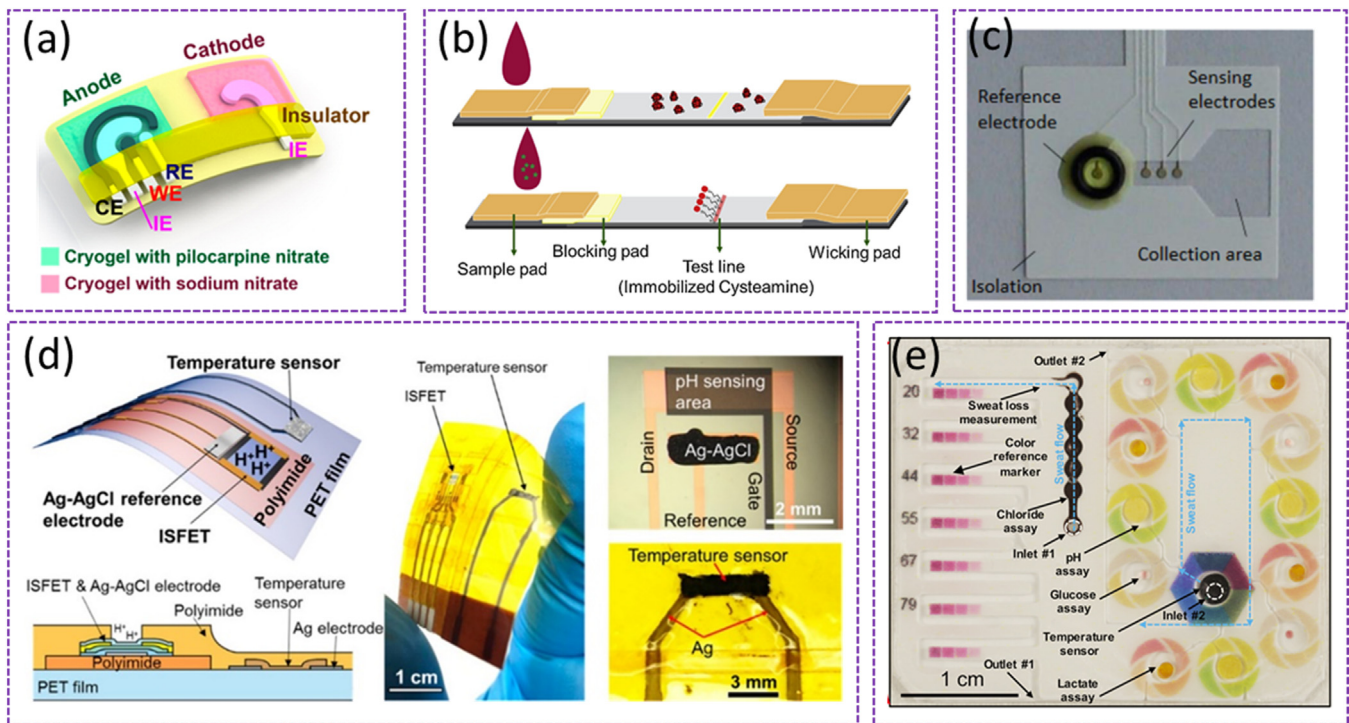 (a)
Cathode
Anode
Insulator
IE
RE
WE
CE
IE
Cryogel with pilocarpine nitrate
Cryogel with sodium nitrate
(b)
Sample pad
Blocking pad
Test line
(Immobilized Cysteamine)
Wicking pad
(c)
Reference
electrode
Sensing
electrodes
Collection area
Isolation
(d)
Temperature sensor
H+ H+
H+
Ag-AgCl reference
electrode
ISFET
Polyimide
PET film
ISFET & Ag-AgCl electrode
Polyimide
Temperature
sensor
Ag electrode
H+
H+
Polyimide
PET film
Temperature sensor
ISFET
1 cm
pH sensing
area
Drain
Ag-AgCl
Source
Gate
Reference
2 mm
Temperature sensor
Ag
3 mm
(e)
Outlet #2
20
Sweat loss
measurement
32
Color
reference
marker
44
Sweat flow
Chloride
assay
55
Inlet #1
pH
assay
67
Glucose
assay
79
Sweat flow
Inlet #2
Temperature
sensor
Outlet #1
1 cm
Lactate
assay